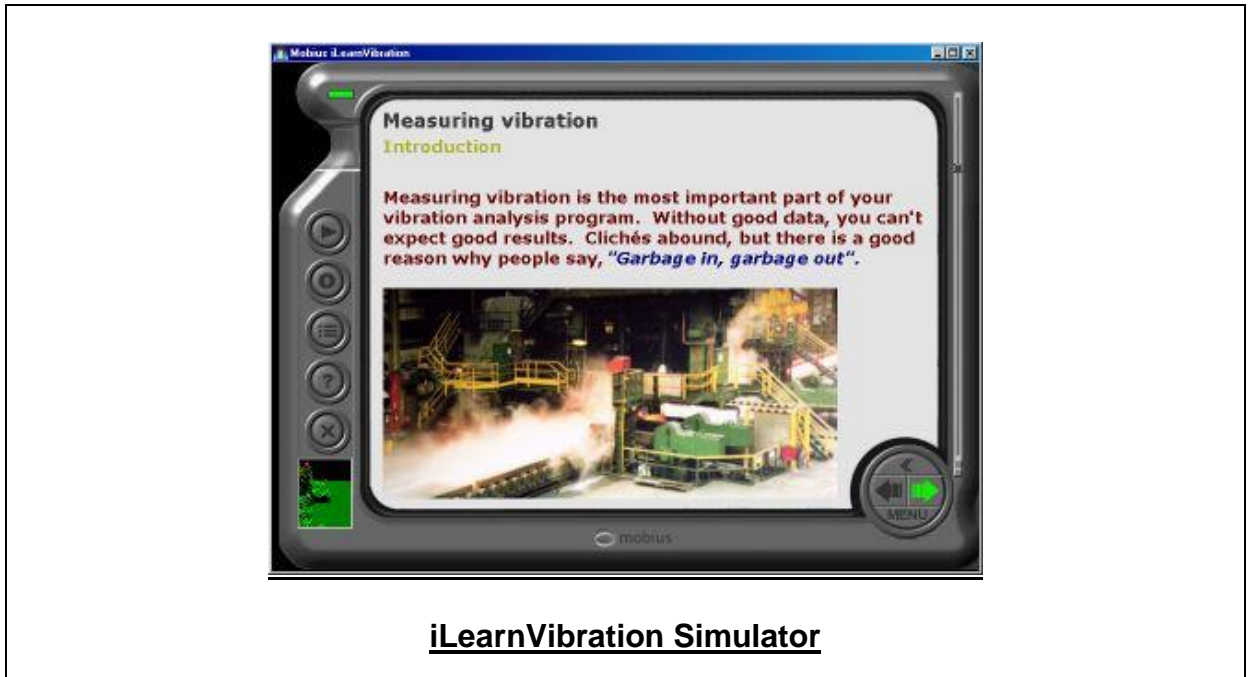 Mobius iLearnVibration
Measuring vibration
Introduction
Measuring vibration is the most important part of your
vibration analysis program.  Without good data, you can't
expect good results.  Clichés abound, but there is a good
reason why people say, "Garbage in, garbage out".
MENU
mobius
iLearnVibration Simulator